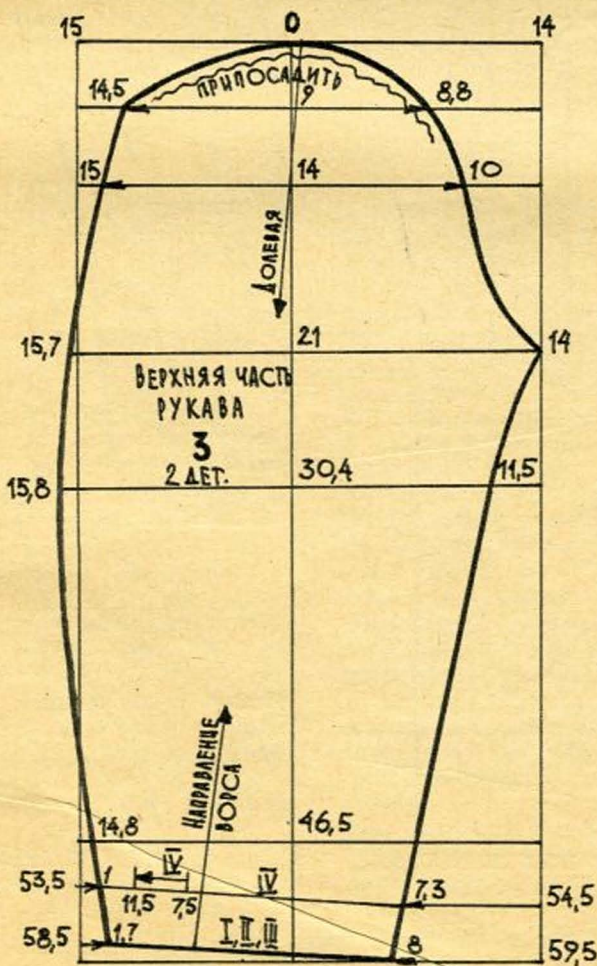 15 0 14
ПРИПОСАДИТЬ
14,5 9 8,8
15 14 10
ДОЛЕВАЯ
15,7 21 14
ВЕРХНЯЯ ЧАСТЬ
РУКАВА
3
2 ДЕТ.
15,8 30,4 11,5
НАПРАВЛЕНИЕ
ВОРСА
14,8 46,5
53,5 1 IV IV 7,3 54,5
11,5 7,5
58,5 1,7 I, II, III 8 59,5